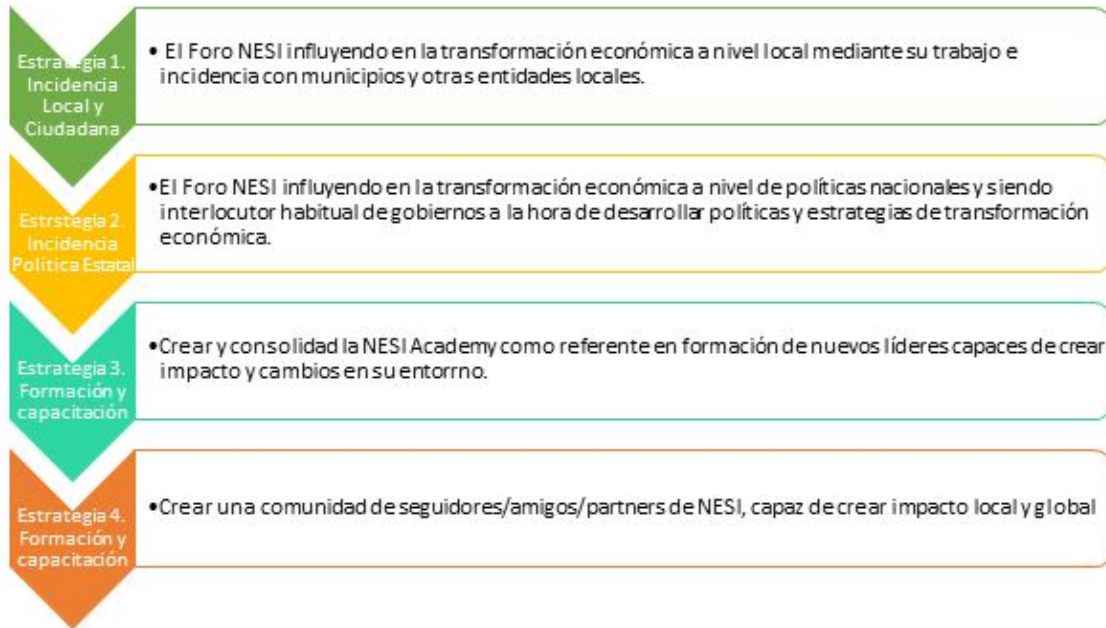 Estrategia 1.
Incidencia
Local y
Ciudadana
• El Foro NESI influyendo en la transformación económica a nivel local mediante su trabajo e
incidencia con municipios y otras entidades locales.
Estrstegia 2.
Incidencia
Política Estatal
•El Foro NESI influyendo en la transformación económica a nivel de políticas nacionales y siendo
interlocutor habitual de gobiernos a la hora de desarrollar políticas y estrategias de transformación
económica.
Estrategia 3.
Formación y
capacitación
•Crear y consolidad la NESI Academy como referente en formación de nuevos líderes capaces de crear
impacto y cambios en su entorrno.
Estrategia 4.
Formación y
capacitación
•Crear una comunidad de seguidores/amigos/partners de NESI, capaz de crear impacto local y global